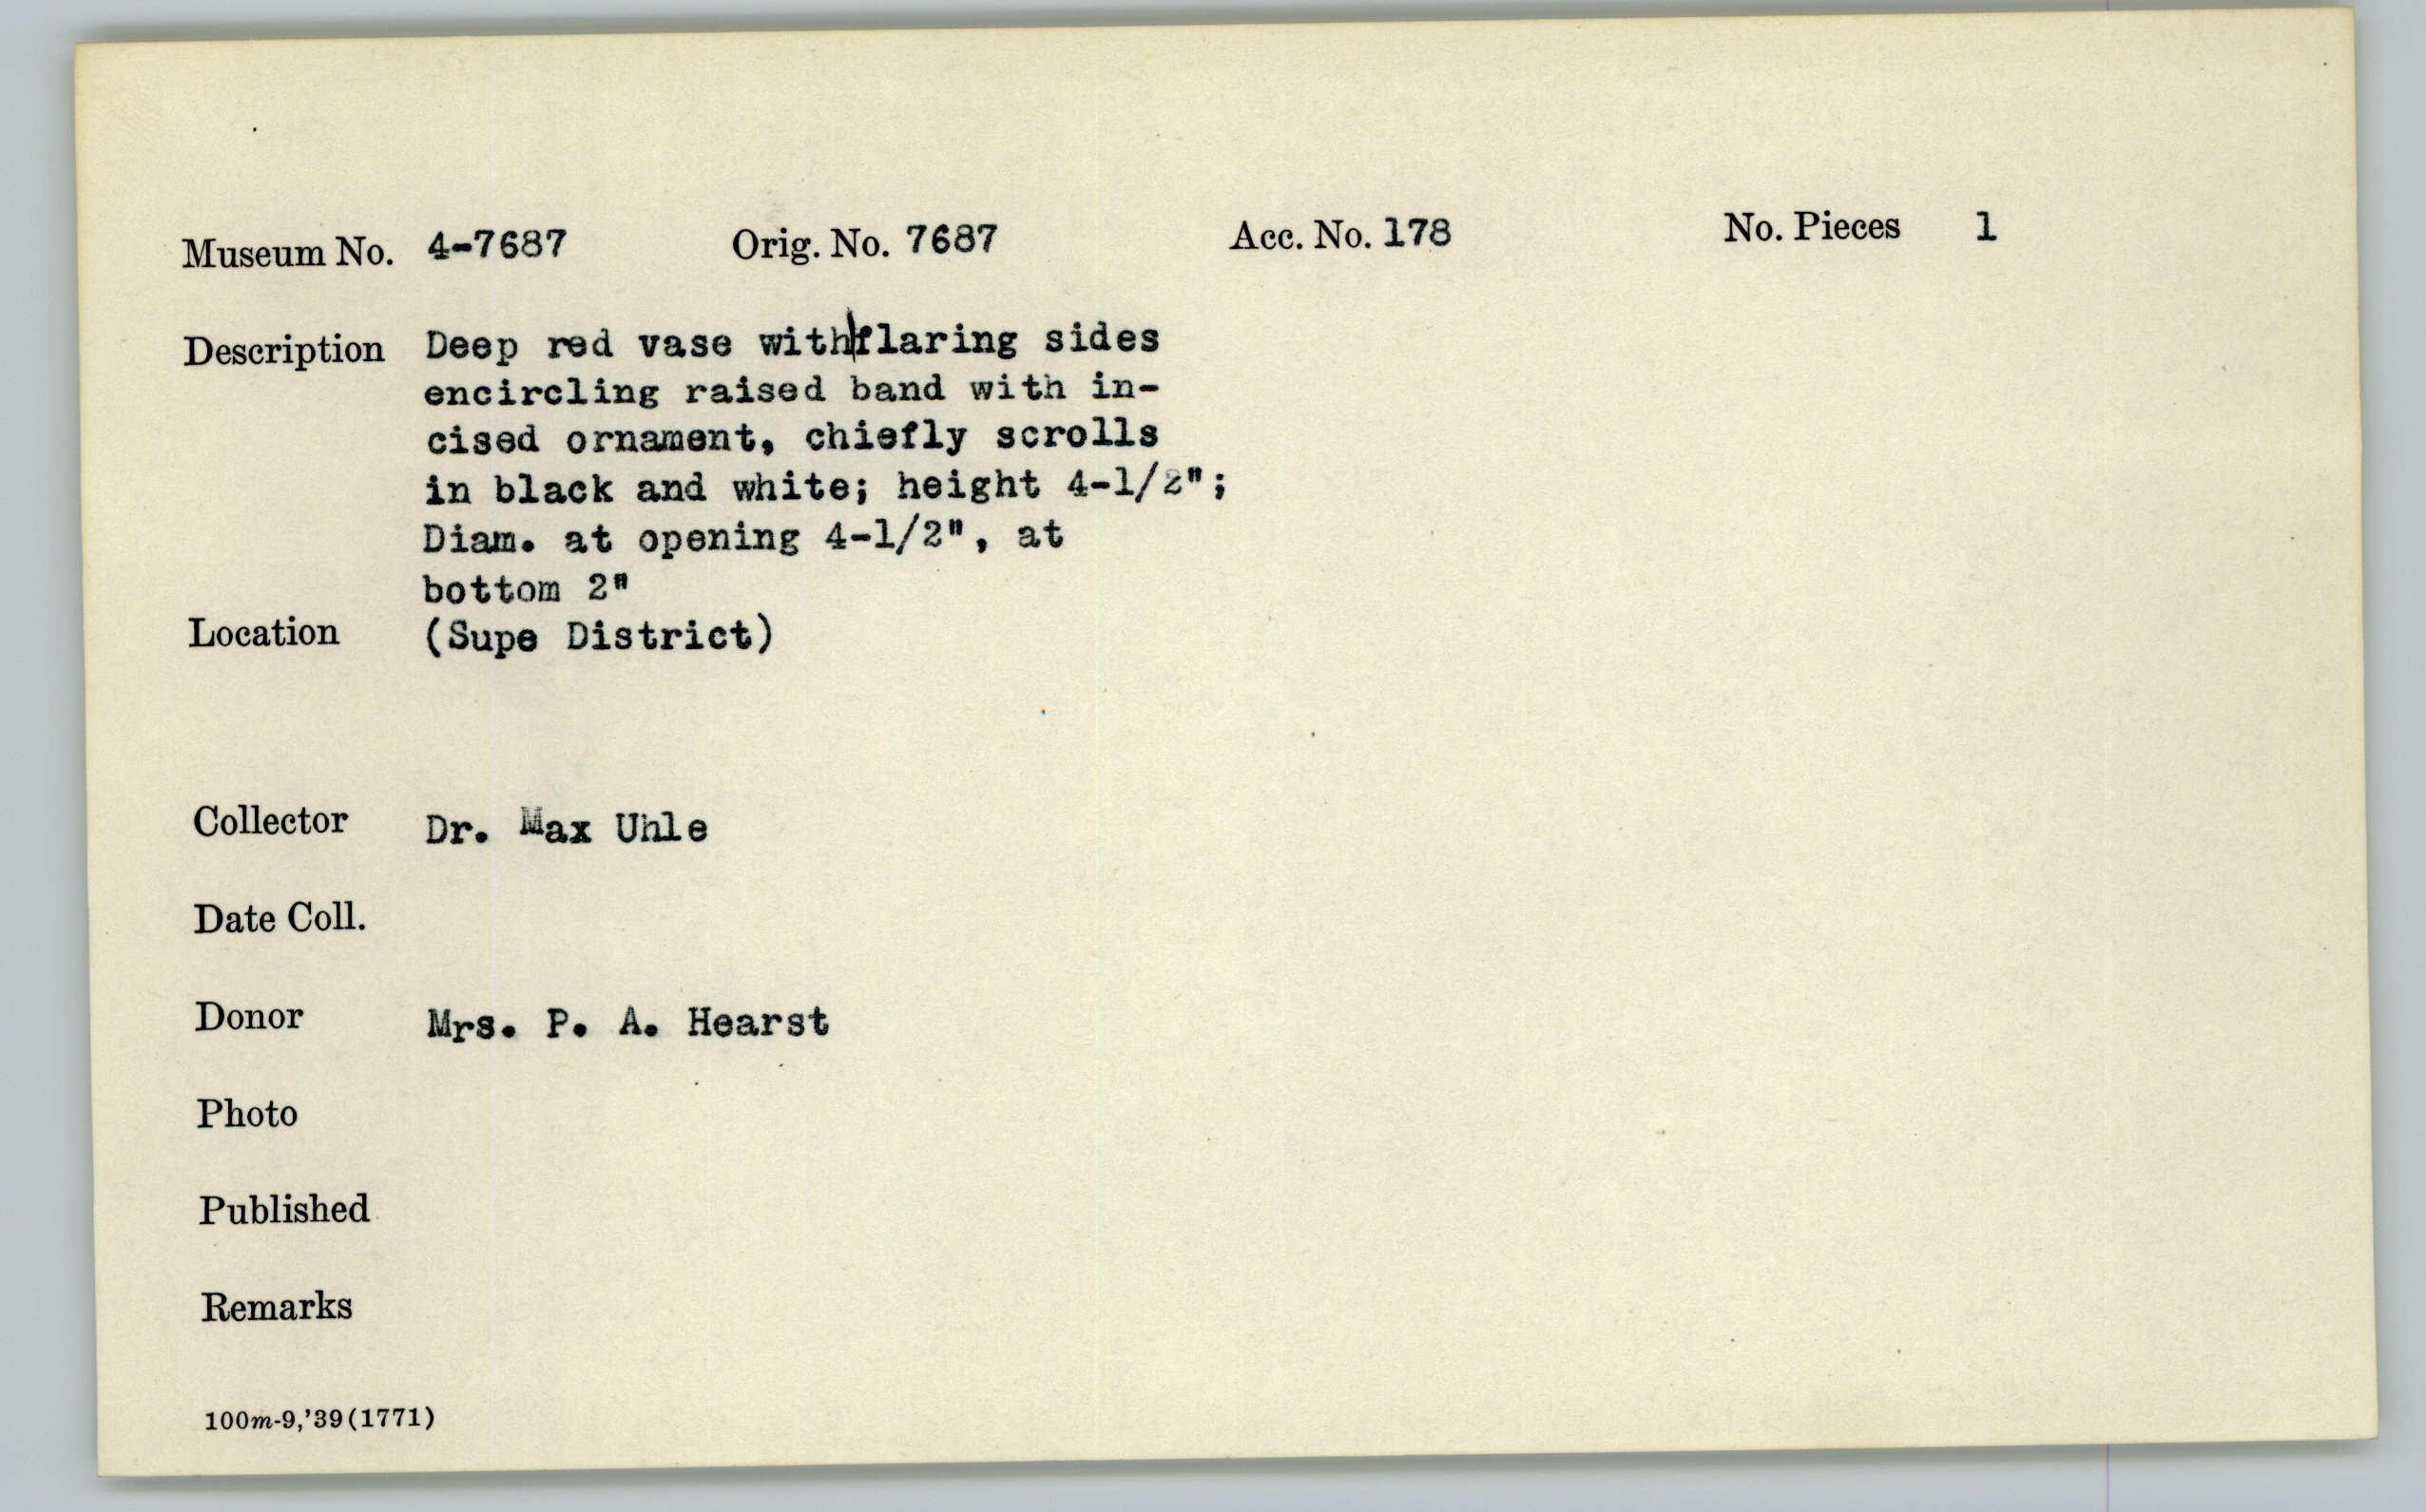 Museum No. 4-7687 Orig. No. 7687 Acc. No. 178 No. Pieces 1
Description Deep red vase with flaring sides
encircling raised band with in-
cised ornament, chiefly scrolls
in black and white; height 4-1/2";
Diam. at opening 4-1/2", at
bottom 2"
Location (Supe District)
Collector Dr. Max Uhle
Date Coll.
Donor Mrs. P. A. Hearst
Photo
Published
Remarks
100m-9,'39(1771)